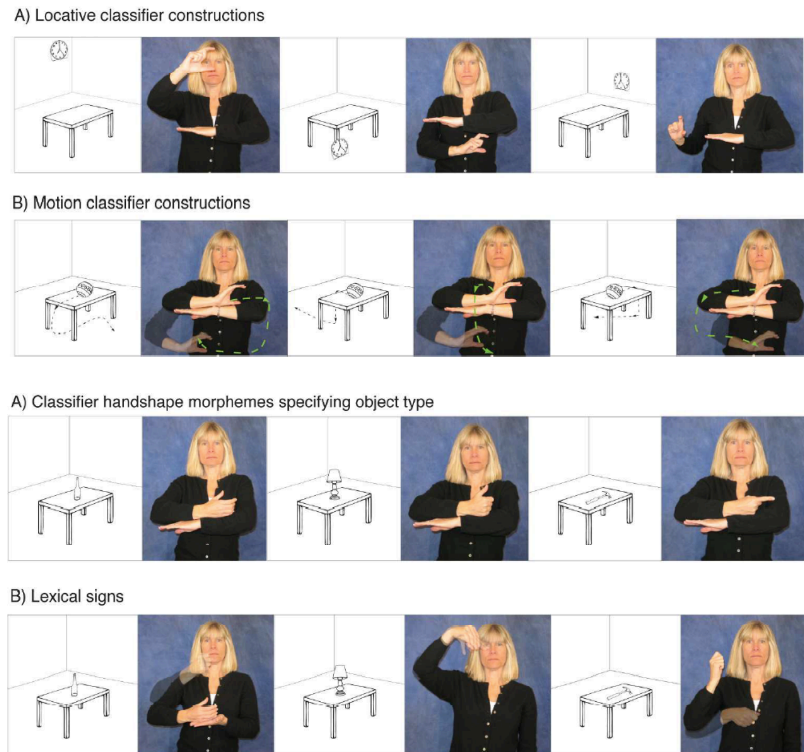 A) Locative classifier constructions
B) Motion classifier constructions
A) Classifier handshape morphemes specifying object type
B) Lexical signs